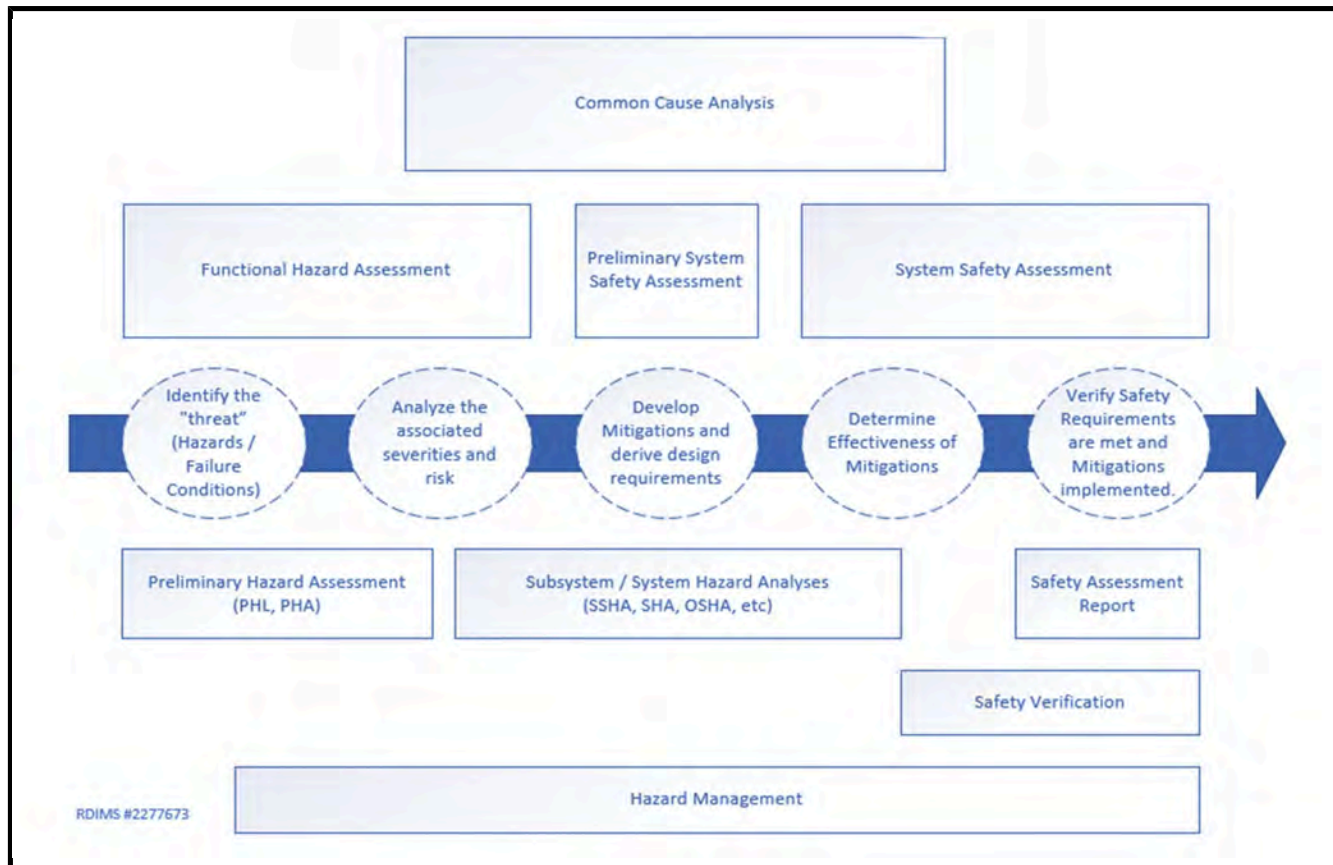 Common Cause Analysis
Functional Hazard Assessment
Preliminary System
Safety Assessment
System Safety Assessment
Identify the
"threat”
(Hazards /
Failure
Conditions)
Analyze the
associated
severities and
risk
Develop
Mitigations and
derive design
requirements
Determine
Effectiveness of
Mitigations
Verify Safety
Requirements
are met and
Mitigations
implemented.
Preliminary Hazard Assessment
(PHL, PHA)
Subsystem / System Hazard Analyses
(SSHA, SHA, OSHA, etc)
Safety Assessment
Report
Safety Verification
Hazard Management
RDIMS #2277673